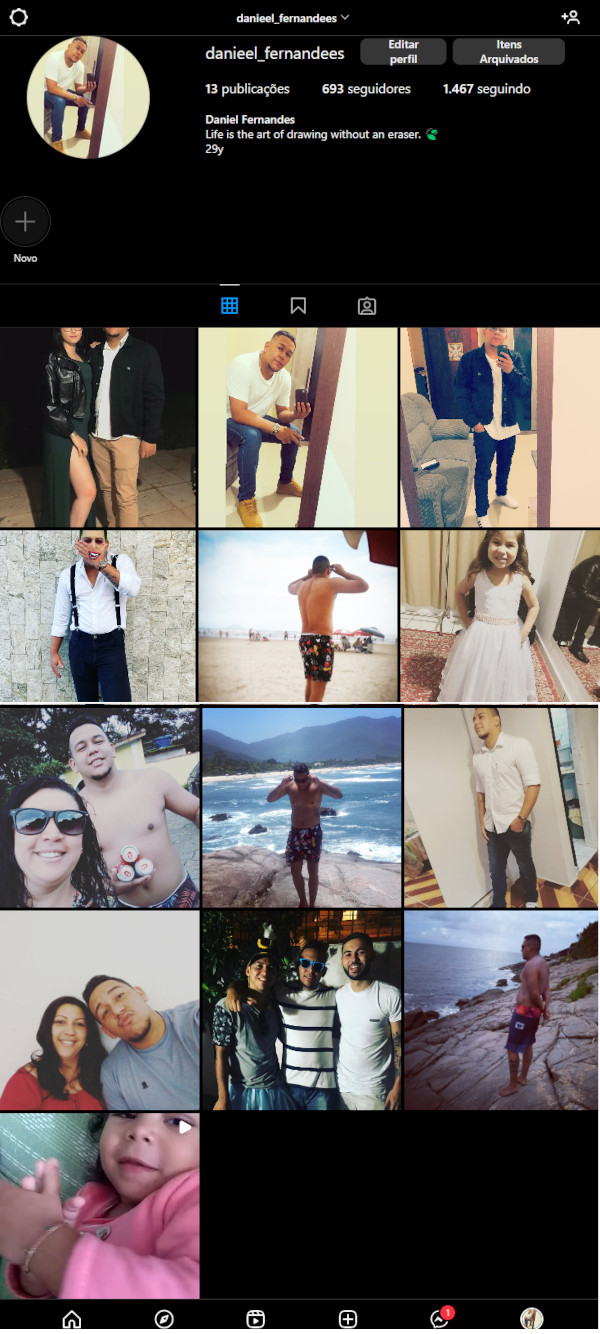 danieel_fernandees
danieel_fernandees
Editar
perfil
Itens
Arquivados
13 publicações 693 seguidores 1.467 seguindo
Daniel Fernandes
Life is the art of drawing without an eraser.
29y
Novo
1